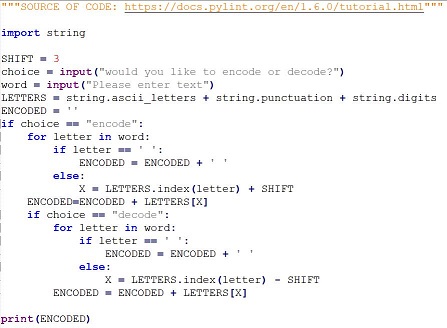 """SOURCE OF CODE: https://docs.pylint.org/en/1.6.0/tutorial.html"""
import string
SHIFT = 3
choice = input("would you like to encode or decode?")
word = input("Please enter text")
LETTERS = string.ascii_letters + string.punctuation + string.digits
ENCODED = ''
if choice == "encode":
    for letter in word:
        if letter == ' ':
            ENCODED = ENCODED + ' '
        else:
            X = LETTERS.index(letter) + SHIFT
    ENCODED=ENCODED + LETTERS[X]
    if choice == "decode":
        for letter in word:
            if letter == ' ':
                ENCODED = ENCODED + ' '
            else:
                X = LETTERS.index(letter) - SHIFT
        ENCODED = ENCODED + LETTERS[X]
print(ENCODED)